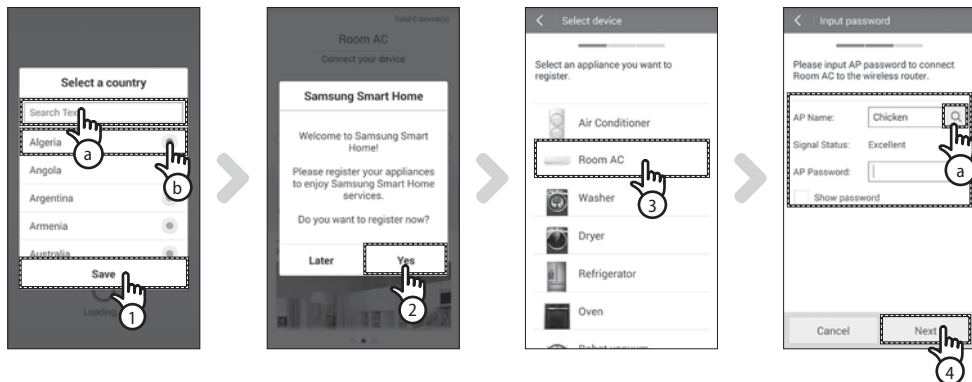 Select a country
Search Tex
Algeria
Angola
Argentina
Armenia
Australia
Save
Loading
a
b
1
Total 0 device(s)
Room AC
Connect your device
Samsung Smart Home
Welcome to Samsung Smart
Home!
Please register your appliances
to enjoy Samsung Smart Home
services.
Do you want to register now?
Later
Yes
2
Select device
Select an appliance you want to
register.
Air Conditioner
Room AC
Washer
Dryer
Refrigerator
Oven
Robot vacuum
3
Input password
Please input AP password to connect
Room AC to the wireless router.
AP Name:
Chicken
Signal Status:
Excellent
AP Password:
Show password
a
Cancel
Next
4